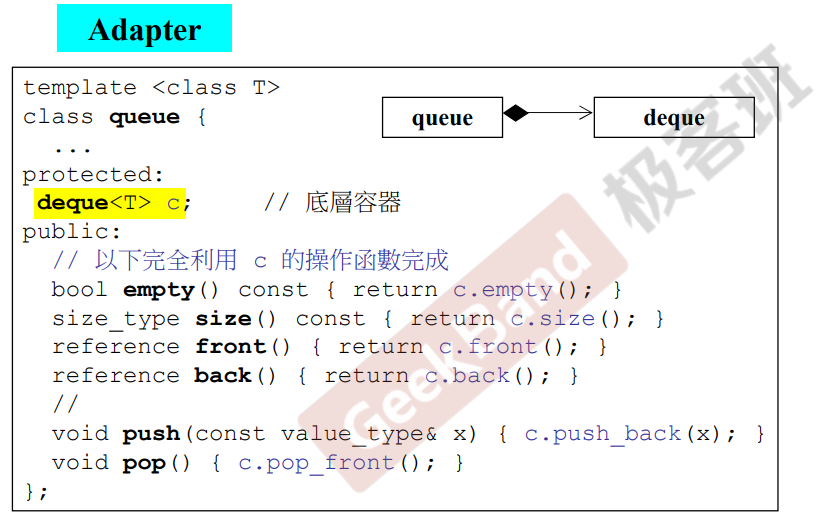 Adapter
template <class T>
class queue {
queue
deque
...
protected:
deque<T> c; // 底層容器
public:
// 以下完全利用 c 的操作函數完成
bool empty() const { return c.empty(); }
size_type size() const { return c.size(); }
reference front() { return c.front(); }
reference back() { return c.back(); }
//
void push(const value_type& x) { c.push_back(x); }
void pop() { c.pop_front(); }
};
GeekBand 极客班